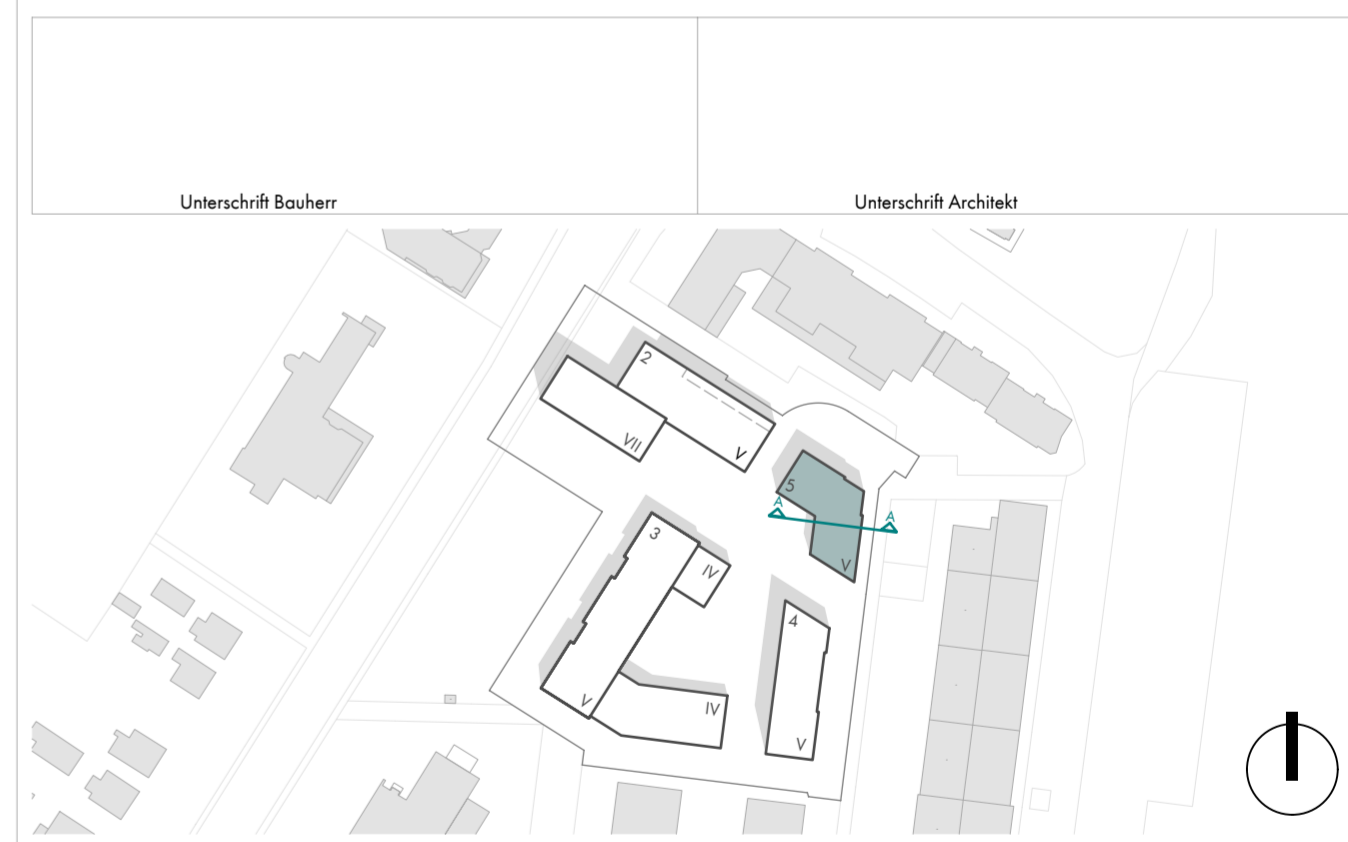 Unterschrift Bauherr
Unterschrift Architekt
2
VII
V
5
A
A
V
3
IV
4
V
IV
V